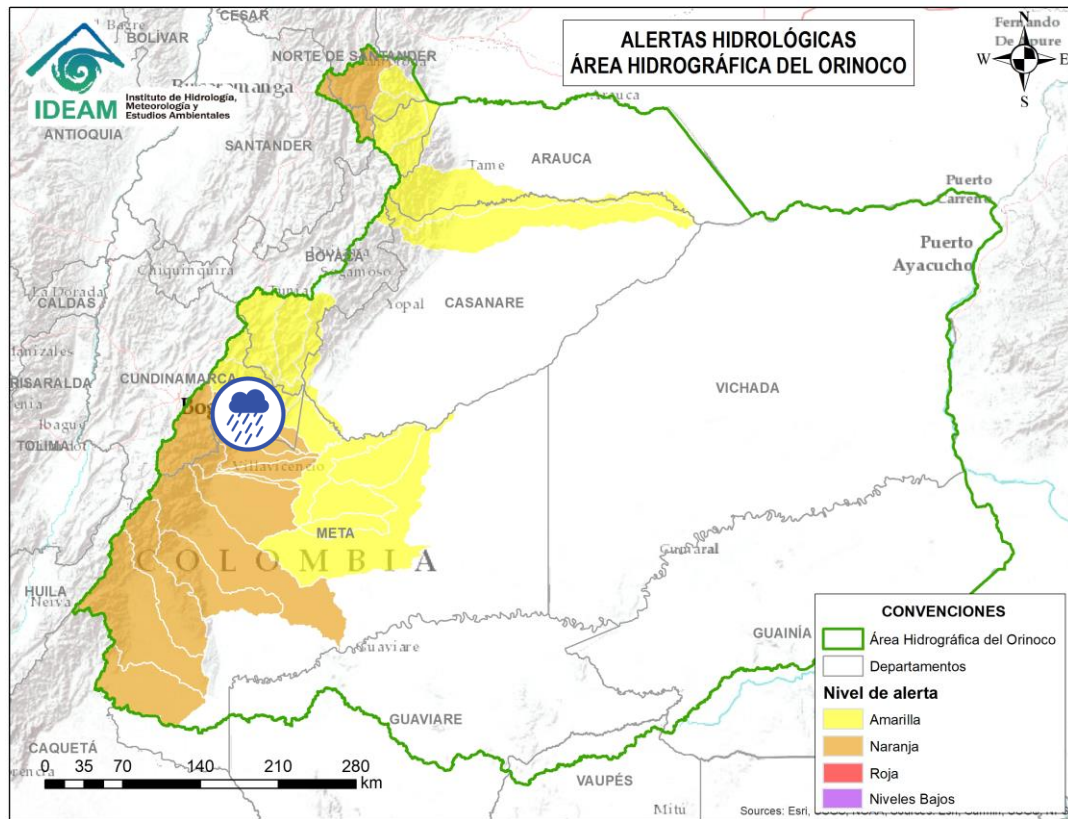 ALERTAS HIDROLÓGICAS
ÁREA HIDROGRÁFICA DEL ORINOCO
IDEAM
Instituto de Hidrología,
Meteorología y
Estudios Ambientales
N
W
E
S
CESAR
BOLÍVAR
NORTE DE SANTANDER
Fernando
De Apure
Arauca
ANTIOQUIA
SANTANDER
ARAUCA
Tame
Puerto
Carreño
Puerto
Ayacucho
BOYACÁ
Sogamoso
Chiquinquira
Tunja
La Dorada
CALDAS
Yopal
CASANARE
CUNDINAMARCA
RISARALDA
VICHADA
Ibague
TOLIMA
Villavicencio
META
COLOMBIA
Cumaral
HUILA
Neiva
Guaviare
GUAINÍA
GUAVIARE
CAQUETÁ
VAUPÉS
Mitú
0 35 70 140 210 280
km
CONVENCIONES
Área Hidrográfica del Orinoco
Departamentos
Nivel de alerta
Amarilla
Naranja
Roja
Niveles Bajos
Sources: Esri,